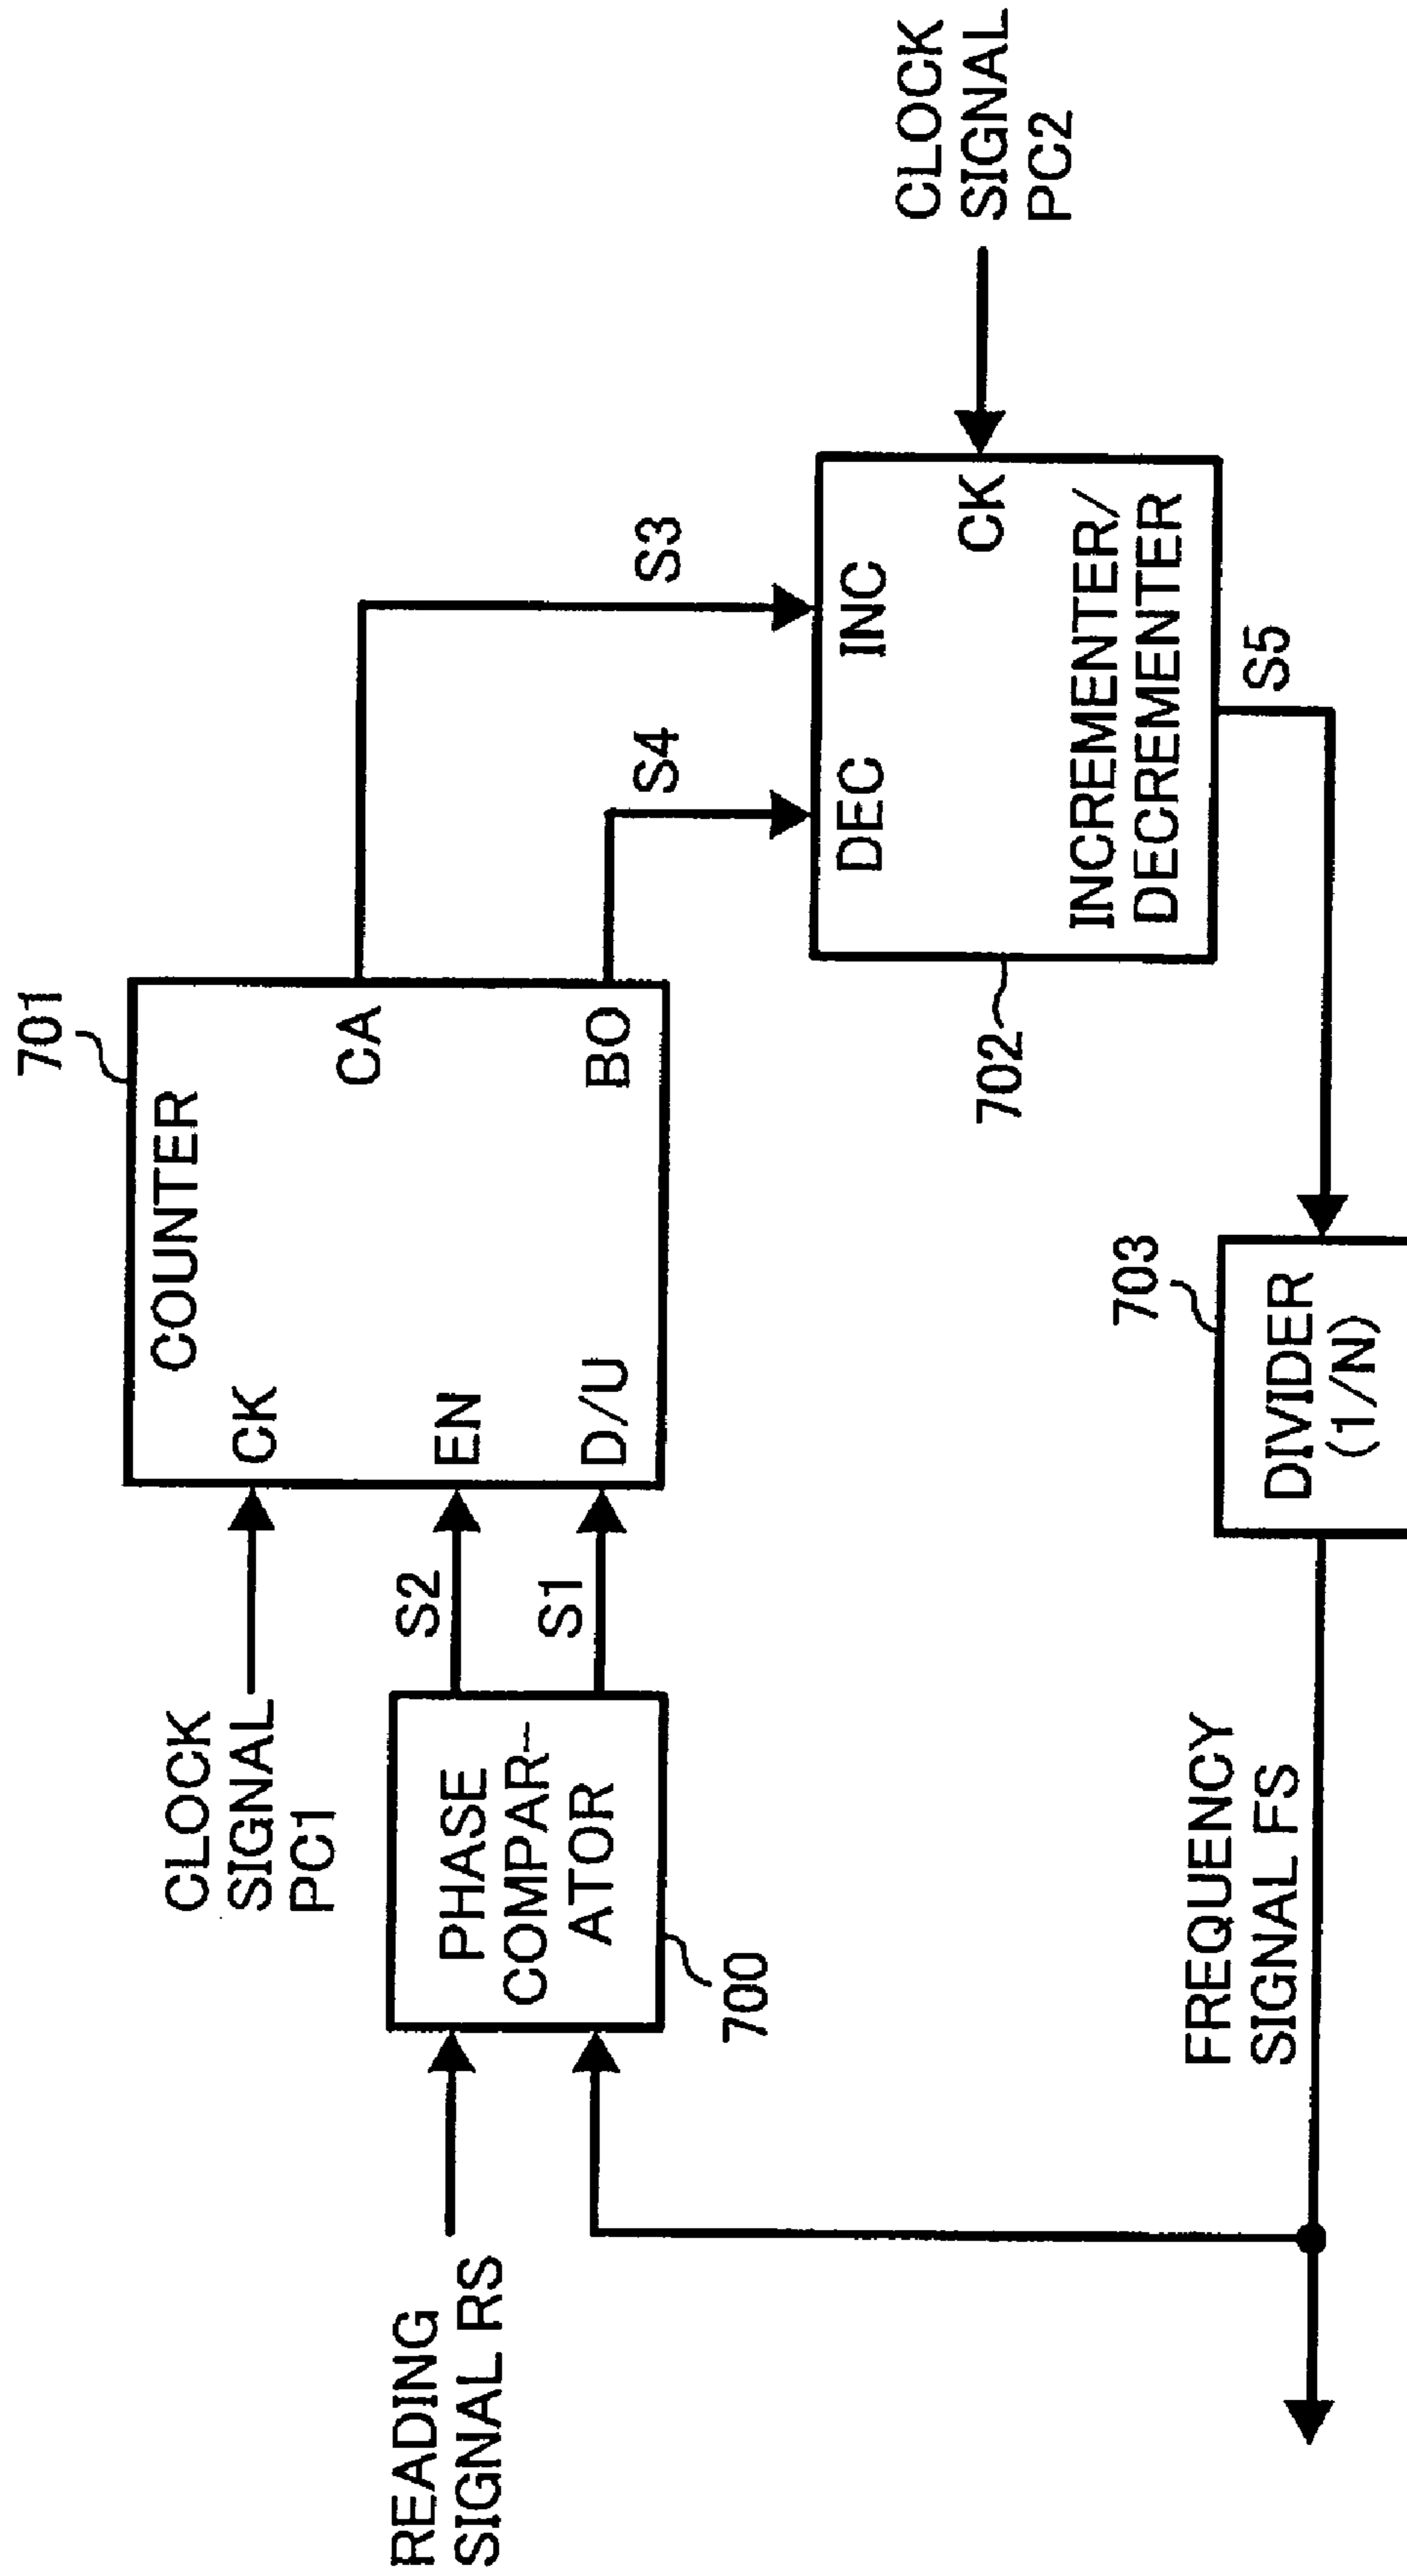 701
COUNTER
CLOCK
SIGNAL
PC1
CK
CA
S2
EN
S1
D/U
BO
READING
SIGNAL RS
PHASE
COMPAR-
ATOR
700
S3
S4
DEC
INC
CLOCK
SIGNAL
PC2
CK
702
INCREMENTER/
DECREMENTER
S5
703
DIVIDER
(1/N)
FREQUENCY
SIGNAL FS